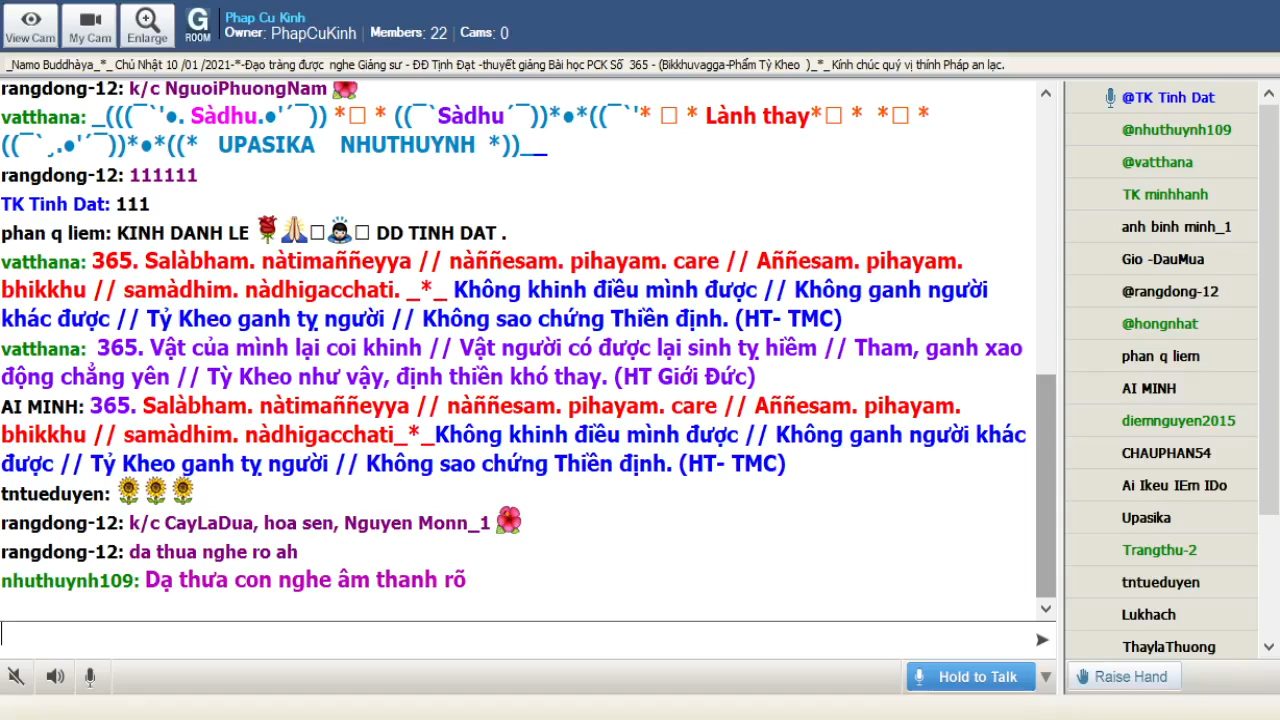 View Cam
My Cam
Enlarge
G
ROOM
Phap Cu Kinh
Owner: PhapCuKinh | Members: 22 | Cams: 0
_Namo Buddhàya_*_ Chủ Nhật 10 /01 /2021-*-Đạo tràng được nghe Giảng sư - ĐĐ Tịnh Đạt -thuyết giảng Bài học PCK Số 365 - (Bikkhuvagga-Phẩm Tỳ Kheo )_*_ Kính chúc quý vị thính Pháp an lạc.
rangdong-12: k/c NguoiPhuongNam
vatthana: _(((¯`'•. Sàdhu.•'´¯)) *□ * ((¯`Sàdhu´¯))*•*((¯`'* □ * Lành thay*□ * *□ *
((¯`¸.•'´¯))*•*((* UPASIKA NHUTHUYNH *))__
rangdong-12: 111111
TK Tinh Dat: 111
phan q liem: KINH DANH LE 🌹🙏□🙇□ DD TINH DAT .
vatthana: 365. Salàbham. nàtimaññeyya // nàññesam. pihayam. care // Aññesam. pihayam.
bhikkhu // samàdhim. nàdhigacchati. _*_ Không khinh điều mình được // Không ganh người
khác được // Tỷ Kheo ganh tỵ người // Không sao chứng Thiền định. (HT- TMC)
vatthana: 365. Vật của mình lại coi khinh // Vật người có được lại sinh tỵ hiềm // Tham, ganh xao
động chẳng yên // Tỳ Kheo như vậy, định thiền khó thay. (HT Giới Đức)
AI MINH: 365. Salàbham. nàtimaññeyya // nàññesam. pihayam. care // Aññesam. pihayam.
bhikkhu // samàdhim. nàdhigacchati_*_Không khinh điều mình được // Không ganh người khác
được // Tỷ Kheo ganh tỵ người // Không sao chứng Thiền định. (HT- TMC)
tntueduyen: 🌻🌻🌻
rangdong-12: k/c CayLaDua, hoa sen, Nguyen Monn_1 🌺
rangdong-12: da thua nghe ro ah
nhuthuynh109: Dạ thưa con nghe âm thanh rõ
Hold to Talk
@TK Tinh Dat
@nhuthuynh109
@vatthana
TK minhhanh
anh binh minh_1
Gio -DauMua
@rangdong-12
@hongnhat
phan q liem
AI MINH
diemnguyen2015
CHAUPHAN54
Ai Ikeu IEm IDo
Upasika
Trangthu-2
tntueduyen
Lukhach
ThaylaThuong
Raise Hand